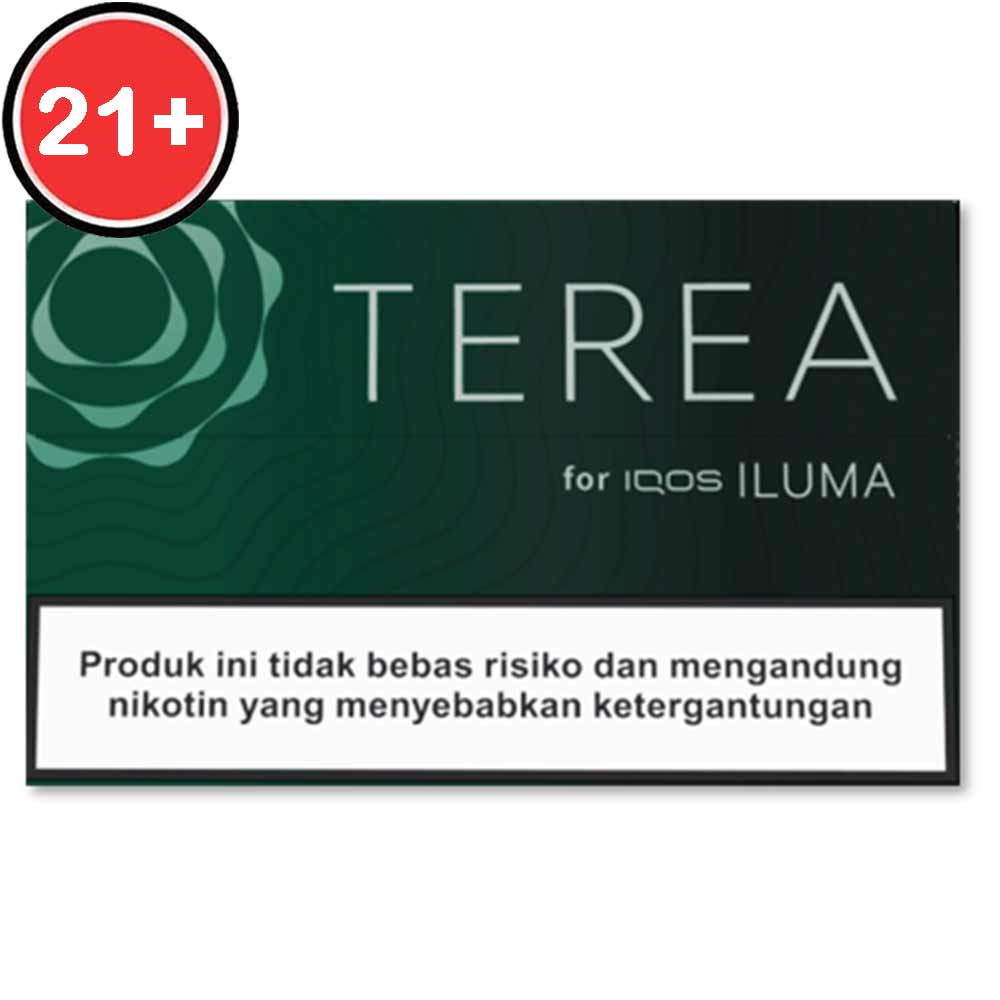 21+
TEREA
for IQOS ILUMA
Produk ini tidak bebas risiko dan mengandung
nikotin yang menyebabkan ketergantungan